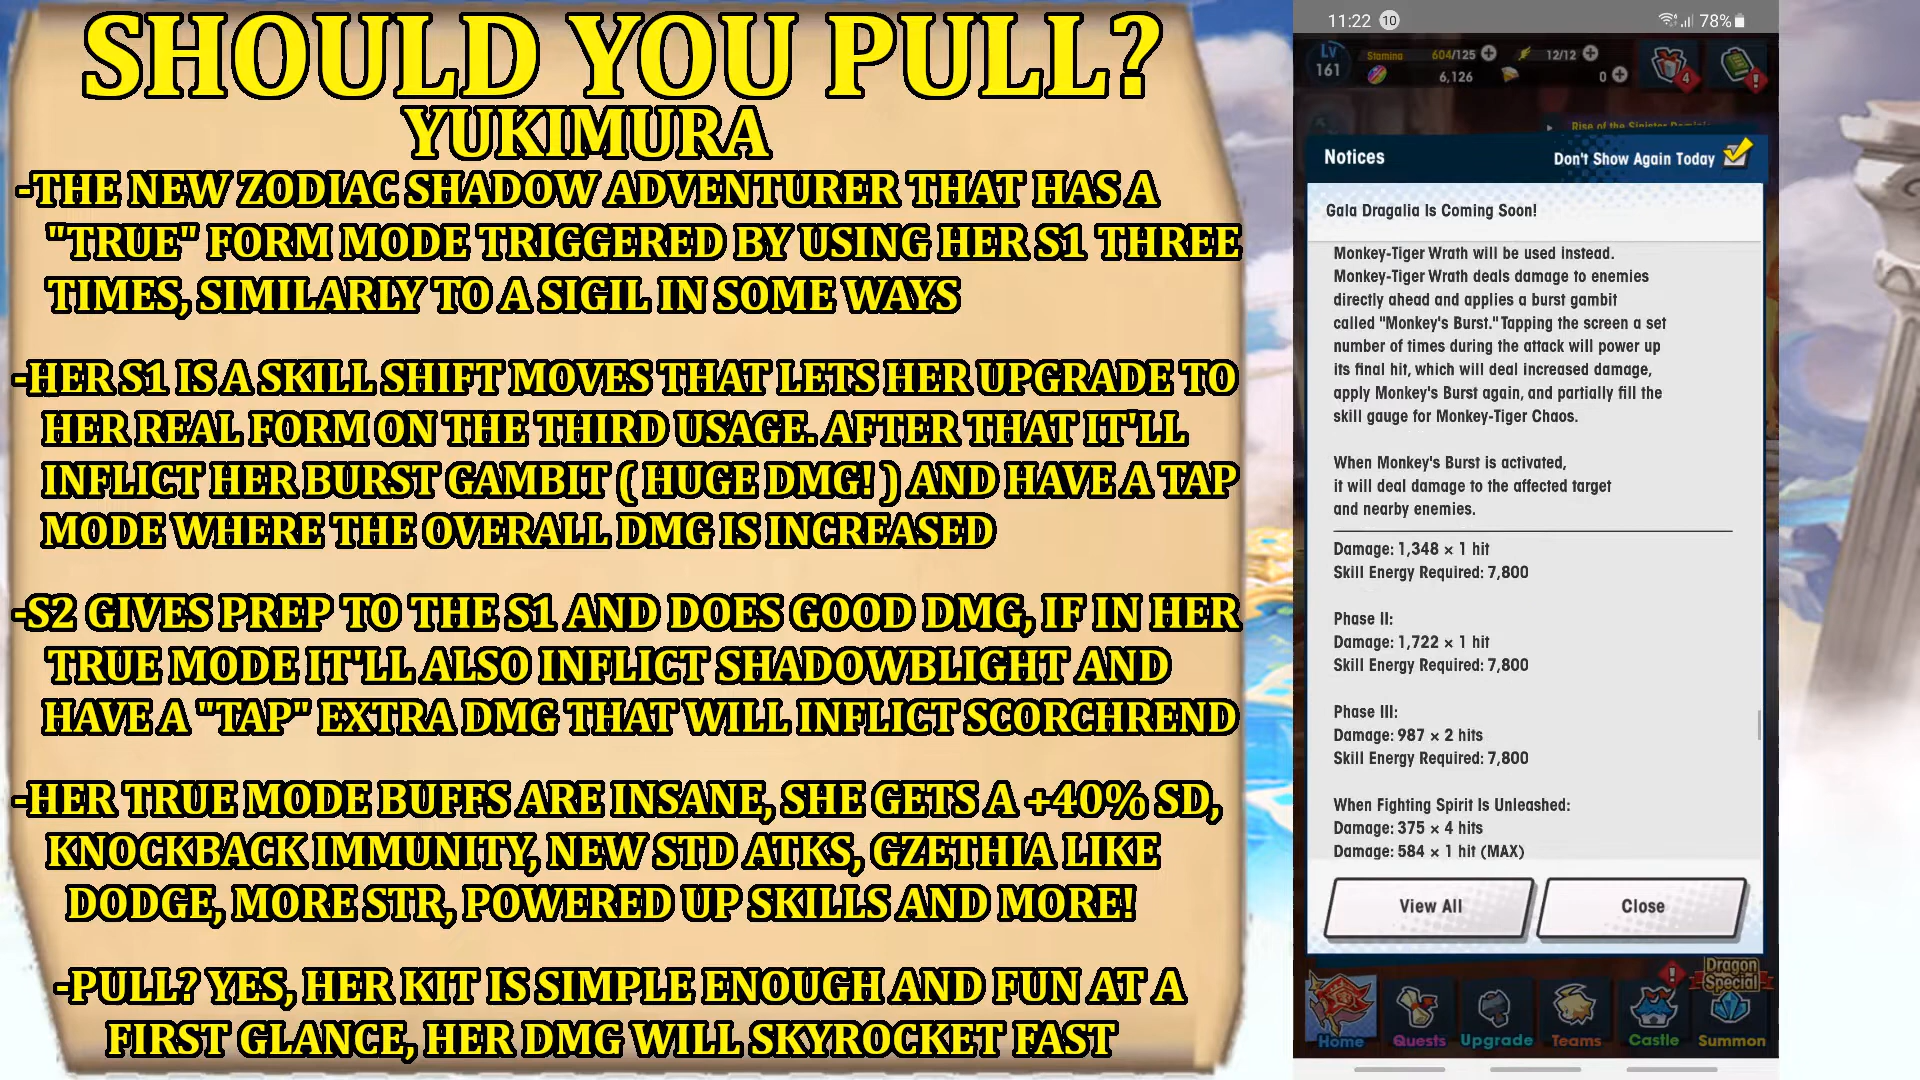 SHOULD YOU PULL?
YUKIMURA
-THE NEW ZODIAC SHADOW ADVENTURER THAT HAS A
"TRUE" FORM MODE TRIGGERED BY USING HER S1 THREE
TIMES, SIMILARLY TO A SIGIL IN SOME WAYS
-HER S1 IS A SKILL SHIFT MOVES THAT LETS HER UPGRADE TO
HER REAL FORM ON THE THIRD USAGE. AFTER THAT IT'LL
INFLICT HER BURST GAMBIT ( HUGE DMG! ) AND HAVE A TAP
MODE WHERE THE OVERALL DMG IS INCREASED
-S2 GIVES PREP TO THE S1 AND DOES GOOD DMG, IF IN HER
TRUE MODE IT'LL ALSO INFLICT SHADOWBLIGHT AND
HAVE A "TAP" EXTRA DMG THAT WILL INFLICT SCORCHREND
-HER TRUE MODE BUFFS ARE INSANE, SHE GETS A +40% SD,
KNOCKBACK IMMUNITY, NEW STD ATKS, GZETHIA LIKE
DODGE, MORE STR, POWERED UP SKILLS AND MORE!
-PULL? YES, HER KIT IS SIMPLE ENOUGH AND FUN AT A
FIRST GLANCE, HER DMG WILL SKYROCKET FAST
11:22 10 78%
Lv 161
Stamina 604/125 12/12
6,126 0
4
Notices Don't Show Again Today
Gala Dragalia Is Coming Soon!
Monkey-Tiger Wrath will be used instead.
Monkey-Tiger Wrath deals damage to enemies
directly ahead and applies a burst gambit
called "Monkey's Burst." Tapping the screen a set
number of times during the attack will power up
its final hit, which will deal increased damage,
apply Monkey's Burst again, and partially fill the
skill gauge for Monkey-Tiger Chaos.
When Monkey's Burst is activated,
it will deal damage to the affected target
and nearby enemies.
Damage: 1,348 × 1 hit
Skill Energy Required: 7,800
Phase II:
Damage: 1,722 × 1 hit
Skill Energy Required: 7,800
Phase III:
Damage: 987 × 2 hits
Skill Energy Required: 7,800
When Fighting Spirit Is Unleashed:
Damage: 375 × 4 hits
Damage: 584 × 1 hit (MAX)
View All Close
Dragon Special
Home Quests Upgrade Teams Castle Summon